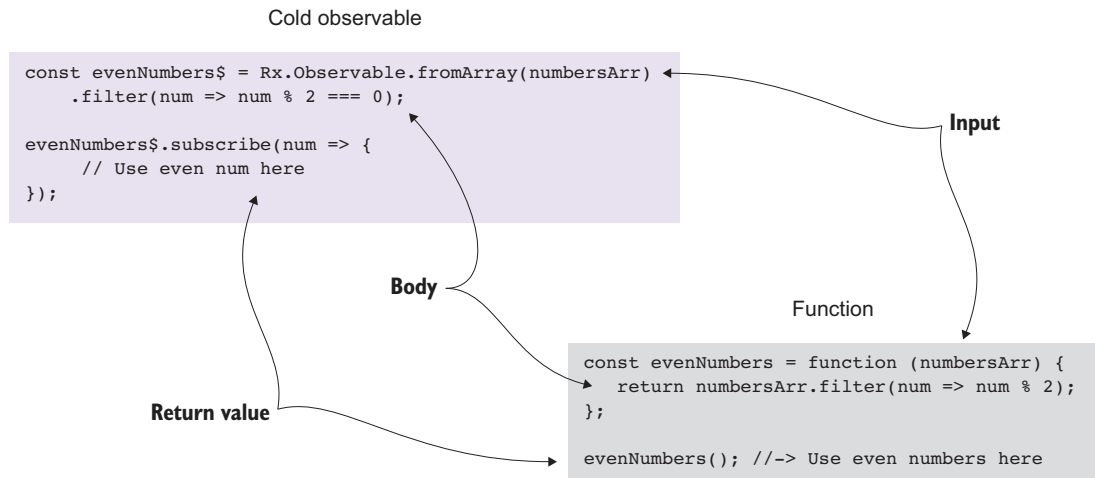 Cold observable
const evenNumbers$ = Rx.Observable.fromArray(numbersArr)
    .filter(num => num % 2 === 0);
evenNumbers$.subscribe(num => {
     // Use even num here
});
Input
Body
Return value
Function
const evenNumbers = function (numbersArr) {
   return numbersArr.filter(num => num % 2);
};
evenNumbers(); //-> Use even numbers here